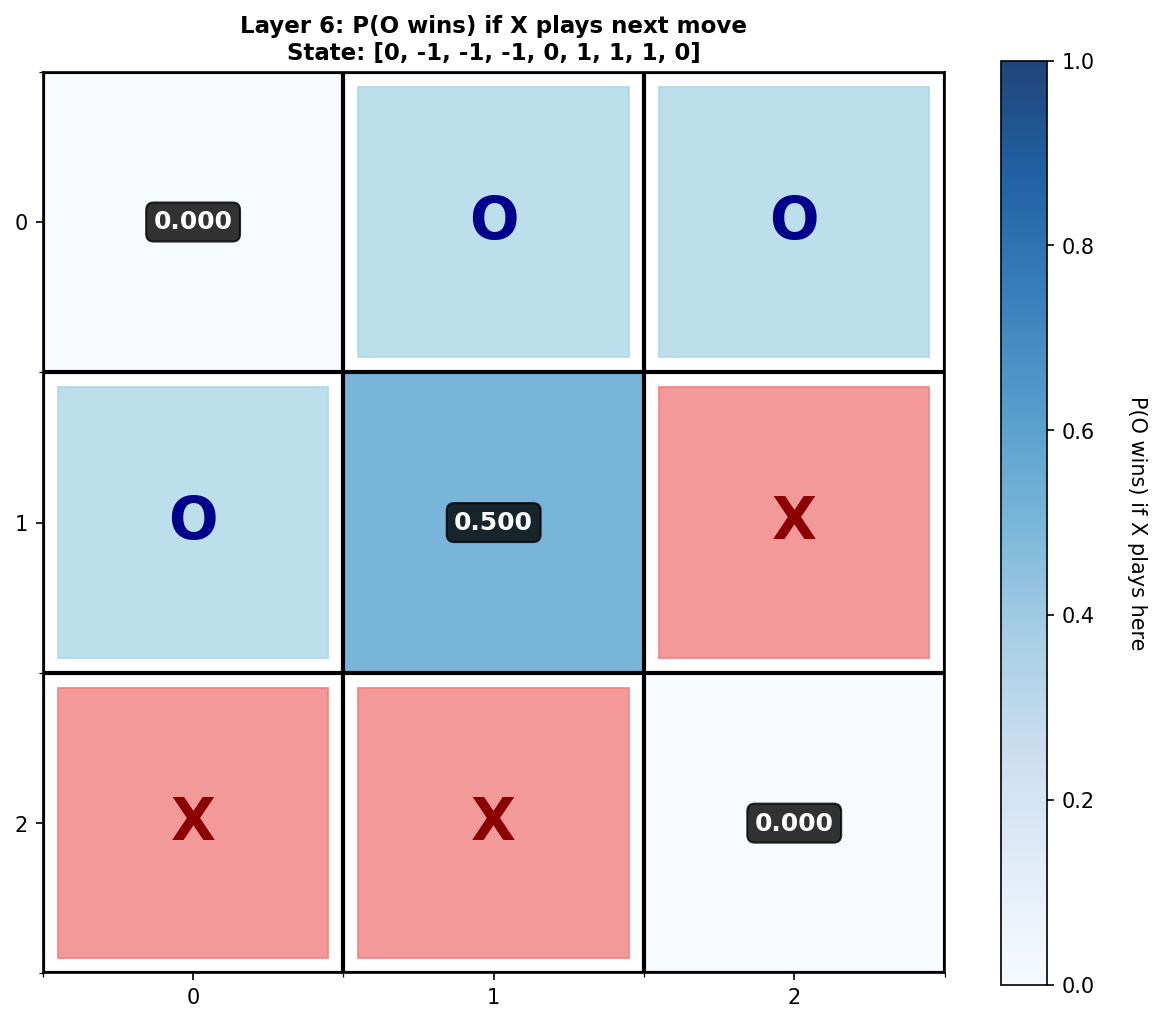 Layer 6: P(O wins) if X plays next move
State: [0, -1, -1, -1, 0, 1, 1, 1, 0]
0
0.000
O
O
1
O
0.500
X
2
X
X
0.000
0
1
2
1.0
0.8
0.6
0.4
0.2
0.0
P(O wins) if X plays here